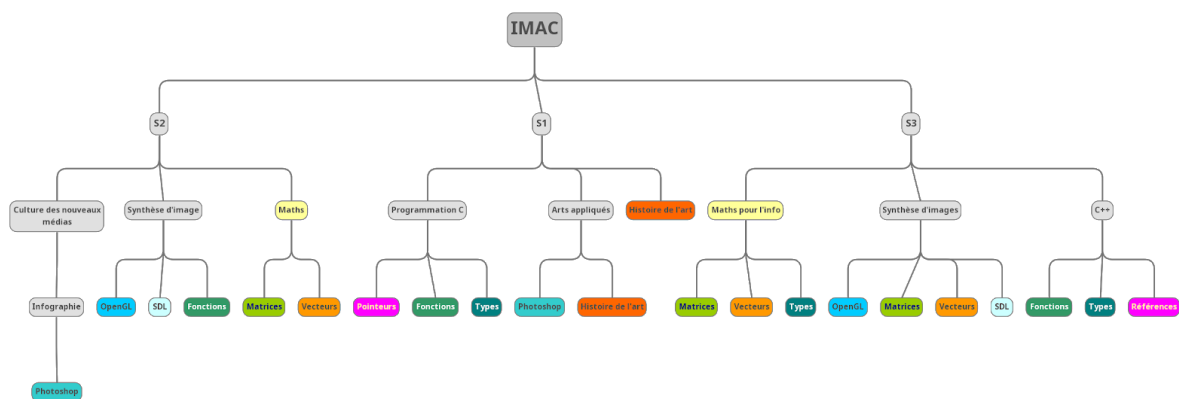 IMAC
S2
S1
S3
Culture des nouveaux
médias
Synthèse d'image
Maths
Programmation C
Arts appliqués
Histoire de l'art
Maths pour l'info
Synthèse d'images
C++
Infographie
OpenGL
SDL
Fonctions
Matrices
Vecteurs
Pointeurs
Fonctions
Types
Photoshop
Histoire de l'art
Matrices
Vecteurs
Types
OpenGL
Matrices
Vecteurs
SDL
Fonctions
Types
Références
Photoshop